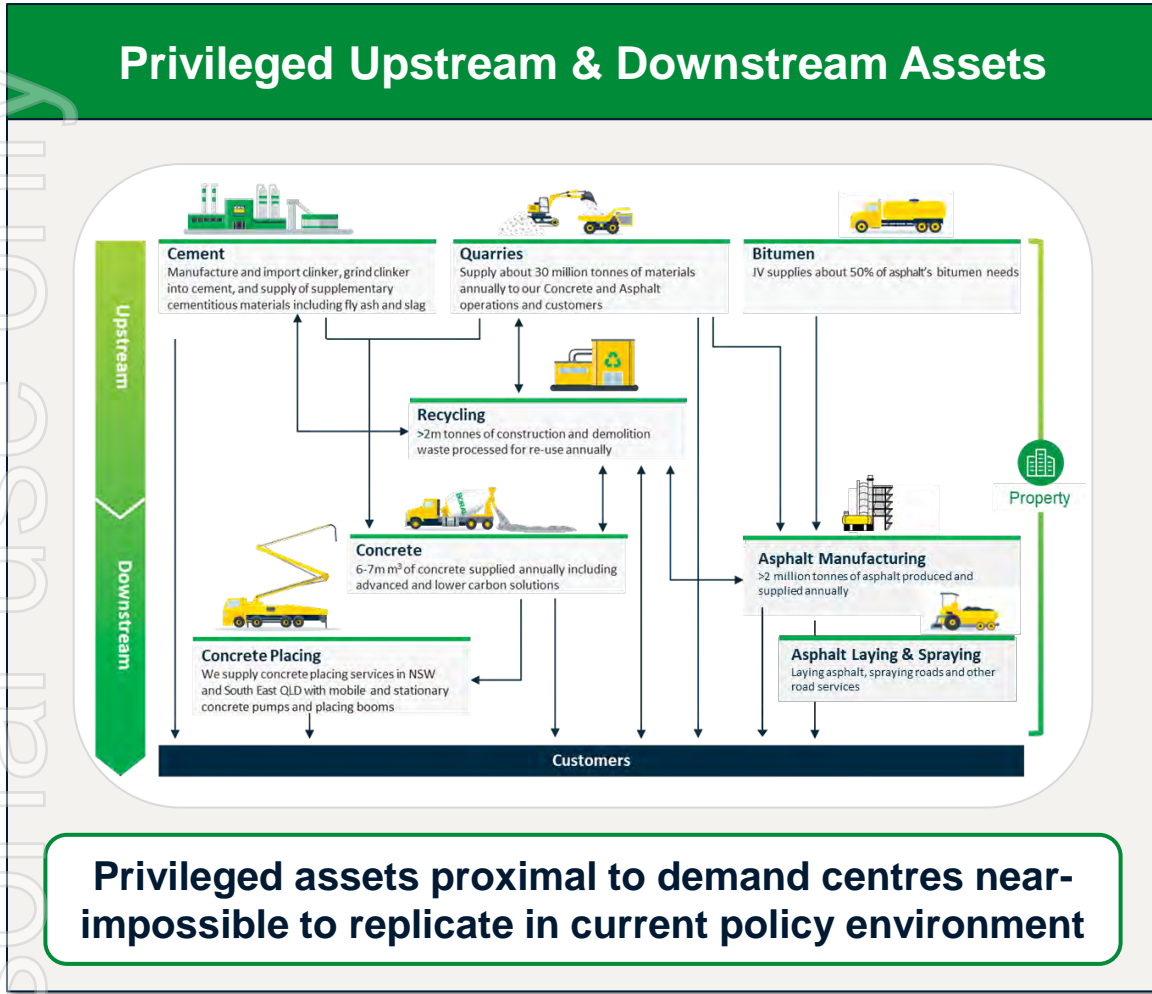 Privileged Upstream & Downstream Assets
Cement
Manufacture and import clinker, grind clinker
into cement, and supply of supplementary
cementitious materials including fly ash and slag
Quarries
Supply about 30 million tonnes of materials
annually to our Concrete and Asphalt
operations and customers
Bitumen
JV supplies about 50% of asphalt's bitumen needs
Upstream
Recycling
>2m tonnes of construction and demolition
waste processed for re-use annually
Property
BORAL
Concrete
6-7m m³ of concrete supplied annually including
advanced and lower carbon solutions
Asphalt Manufacturing
>2 million tonnes of asphalt produced and
supplied annually
Downstream
Concrete Placing
We supply concrete placing services in NSW
and South East QLD with mobile and stationary
concrete pumps and placing booms
Asphalt Laying & Spraying
Laying asphalt, spraying roads and other
road services
Customers
Privileged assets proximal to demand centres near-
impossible to replicate in current policy environment
sonal use only